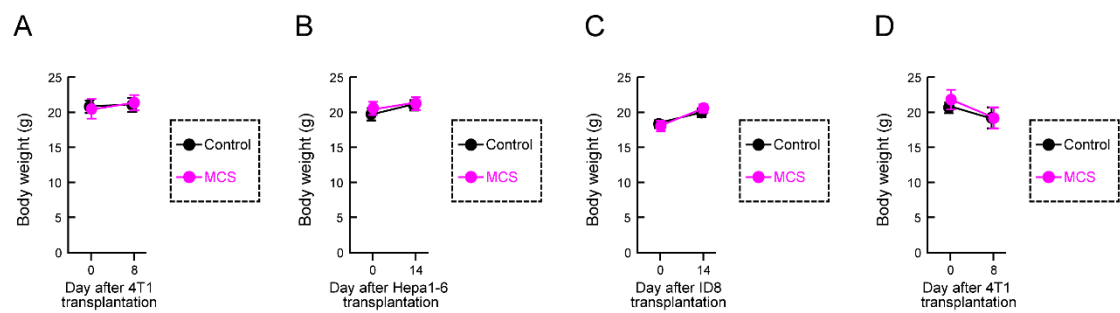 A
Body weight (g)
25
20
15
10
5
0
0 8
Day after 4T1
transplantation
Control
MCS
B
Body weight (g)
25
20
15
10
5
0
0 14
Day after Hepa1-6
transplantation
Control
MCS
C
Body weight (g)
25
20
15
10
5
0
0 14
Day after ID8
transplantation
Control
MCS
D
Body weight (g)
25
20
15
10
5
0
0 8
Day after 4T1
transplantation
Control
MCS